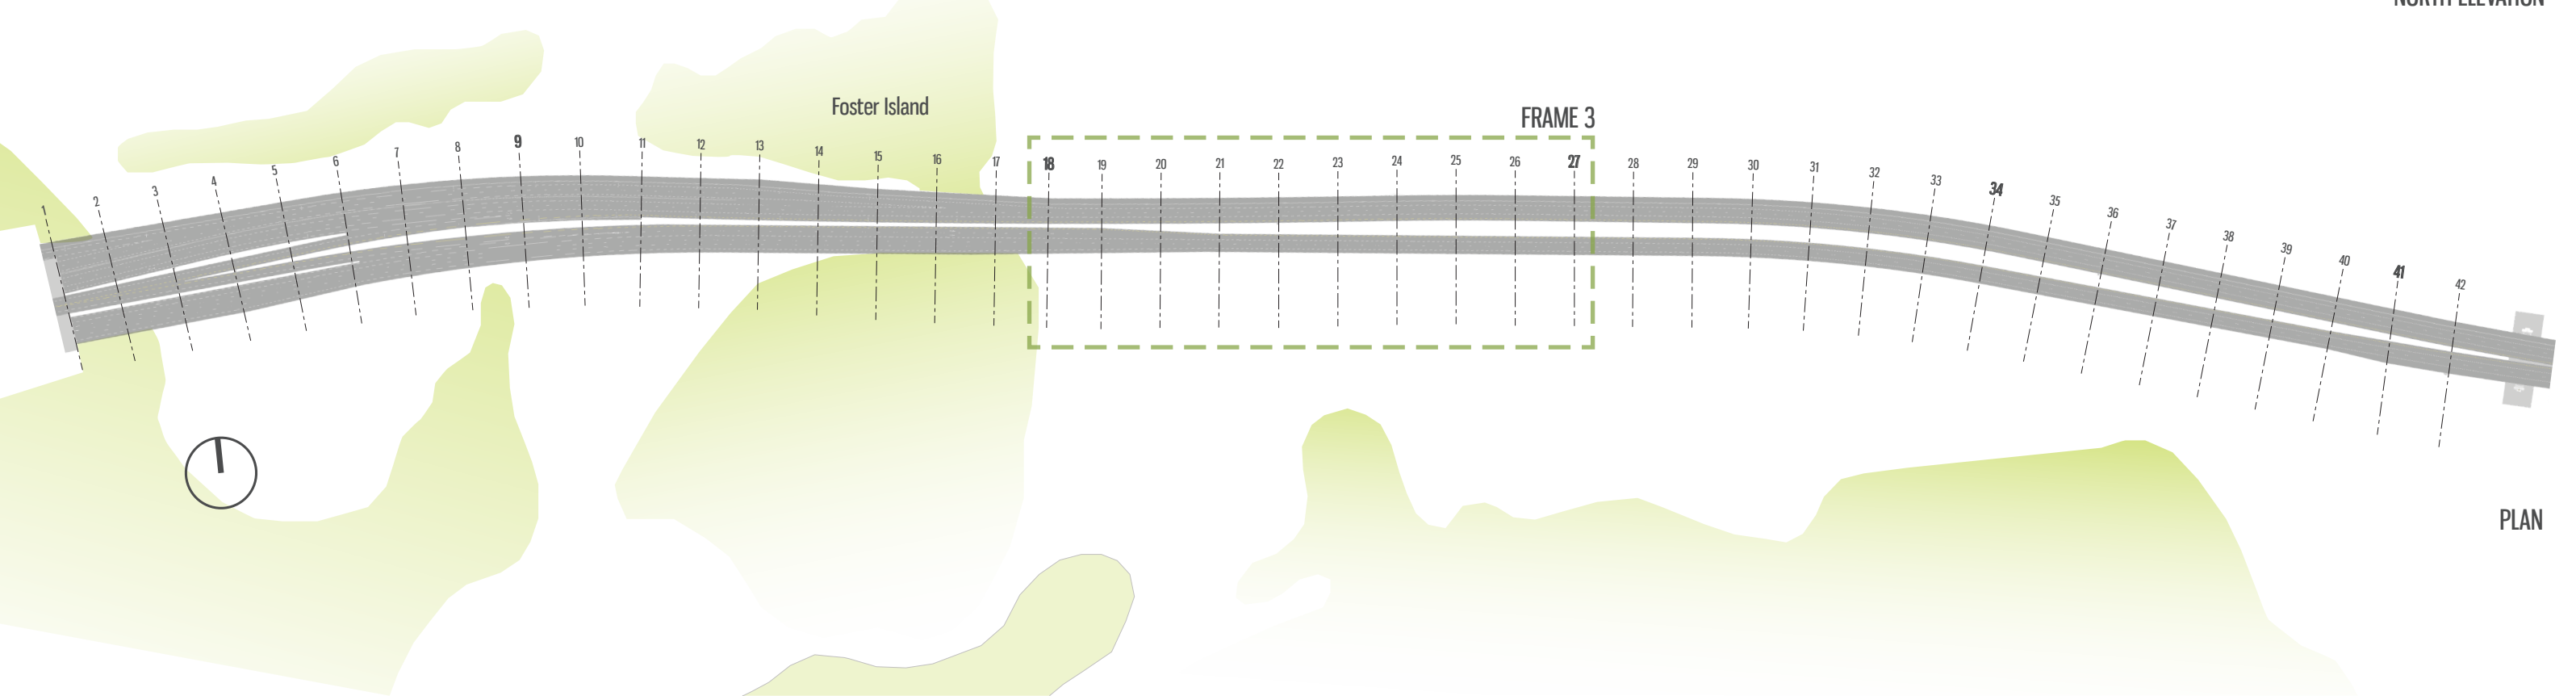 NORTH ELEVATION
Foster Island
FRAME 3
1 2 3 4 5 6 7 8 9 10 11 12 13 14 15 16 17 18 19 20 21 22 23 24 25 26 27 28 29 30 31 32 33 34 35 36 37 38 39 40 41 42
PLAN